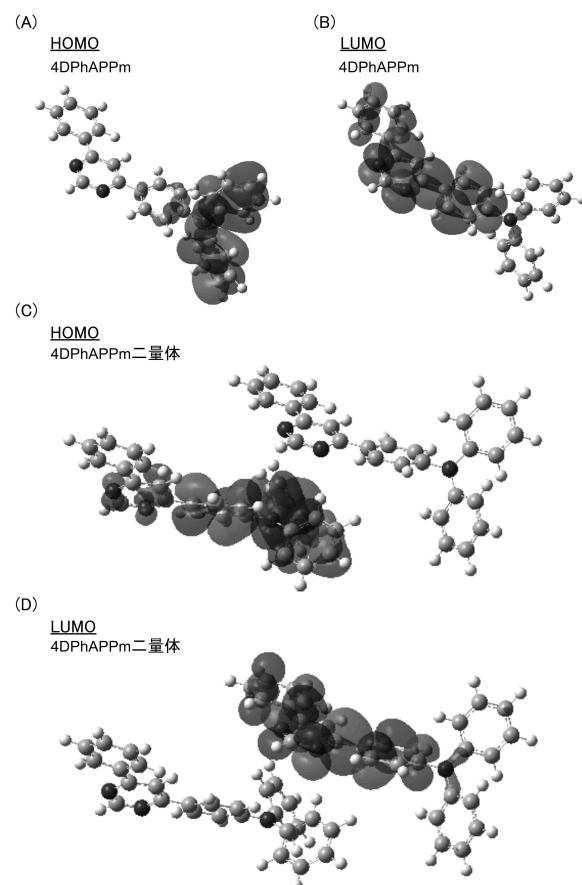 (A)
HOMO
4DPhAPPm
(B)
LUMO
4DPhAPPm
(C)
HOMO
4DPhAPPm二量体
(D)
LUMO
4DPhAPPm二量体